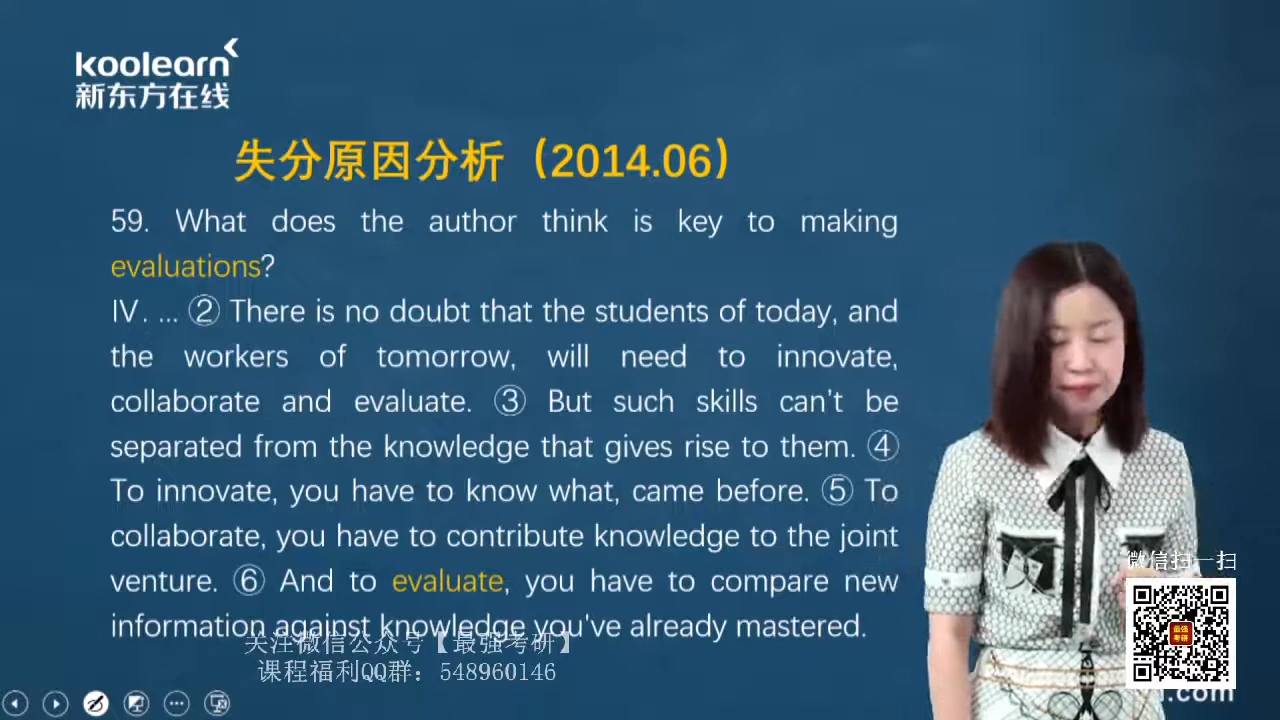 koolearn
新东方在线
失分原因分析（2014.06）
59. What does the author think is key to making
evaluations?
Ⅳ. ... ② There is no doubt that the students of today, and
the workers of tomorrow, will need to innovate,
collaborate and evaluate. ③ But such skills can't be
separated from the knowledge that gives rise to them. ④
To innovate, you have to know what, came before. ⑤ To
collaborate, you have to contribute knowledge to the joint
venture. ⑥ And to evaluate, you have to compare new
information against knowledge you've already mastered.
关注微信公众号【最强考研】
课程福利QQ群：548960146
微信扫一扫
最强
考研
.com